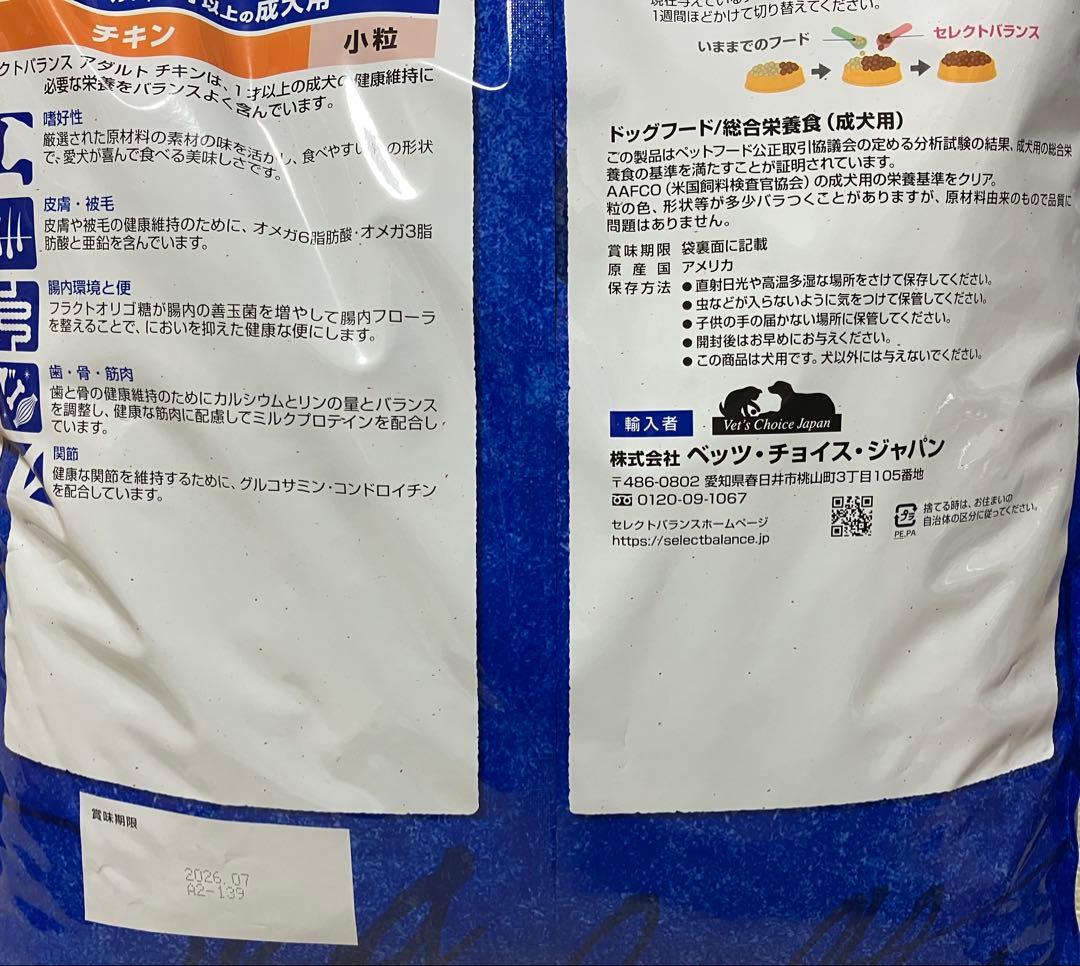 以上の成犬用
チキン
小粒
クトバランス アダルト チキンは、1才以上の成犬の健康維持に
必要な栄養をバランスよく含んでいます。
嗜好性
厳選された原材料の素材の味を活かし、食べやすい の形状
で、愛犬が喜んで食べる美味しさです。
皮膚・被毛
皮膚や被毛の健康維持のために、オメガ6脂肪酸・オメガ3脂
肪酸と亜鉛を含んでいます。
腸内環境と便
フラクトオリゴ糖が腸内の善玉菌を増やして腸内フローラ
を整えることで、においを抑えた健康な便にします。
歯・骨・筋肉
歯と骨の健康維持のためにカルシウムとリンの量とバランス
を調整し、健康な筋肉に配慮してミルクプロテインを配合し
ています。
関節
健康な関節を維持するために、グルコサミン・コンドロイチン
を配合しています。
賞味期限
2026.07
A2-139
1週間ほどかけて切り替えてください。
いままでのフード
セレクトバランス
ドッグフード/総合栄養食(成犬用)
この製品はペットフード公正取引協議会の定める分析試験の結果、成犬用の総合栄
養食の基準を満たすことが証明されています。
AAFCO(米国飼料検査官協会)の成犬用の栄養基準をクリア。
粒の色、形状等が多少バラつくことがありますが、原材料由来のもので品質に
問題はありません。
賞味期限 袋裏面に記載
原産国 アメリカ
保存方法 ●直射日光や高温多湿な場所をさけて保存してください。
●虫などが入らないように気をつけて保管してください。
●子供の手の届かない場所に保管してください。
●開封後はお早めにお与えください。
●この商品は犬用です。犬以外には与えないでください。
輸入者
Vet's Choice Japan
株式会社 ベッツ・チョイス・ジャパン
〒486-0802 愛知県春日井市桃山町3丁目105番地
0120-09-1067
セレクトバランスホームページ
https://selectbalance.jp
プラ
PE,PA
捨てる時は、お住まいの
自治体の区分に従ってください。